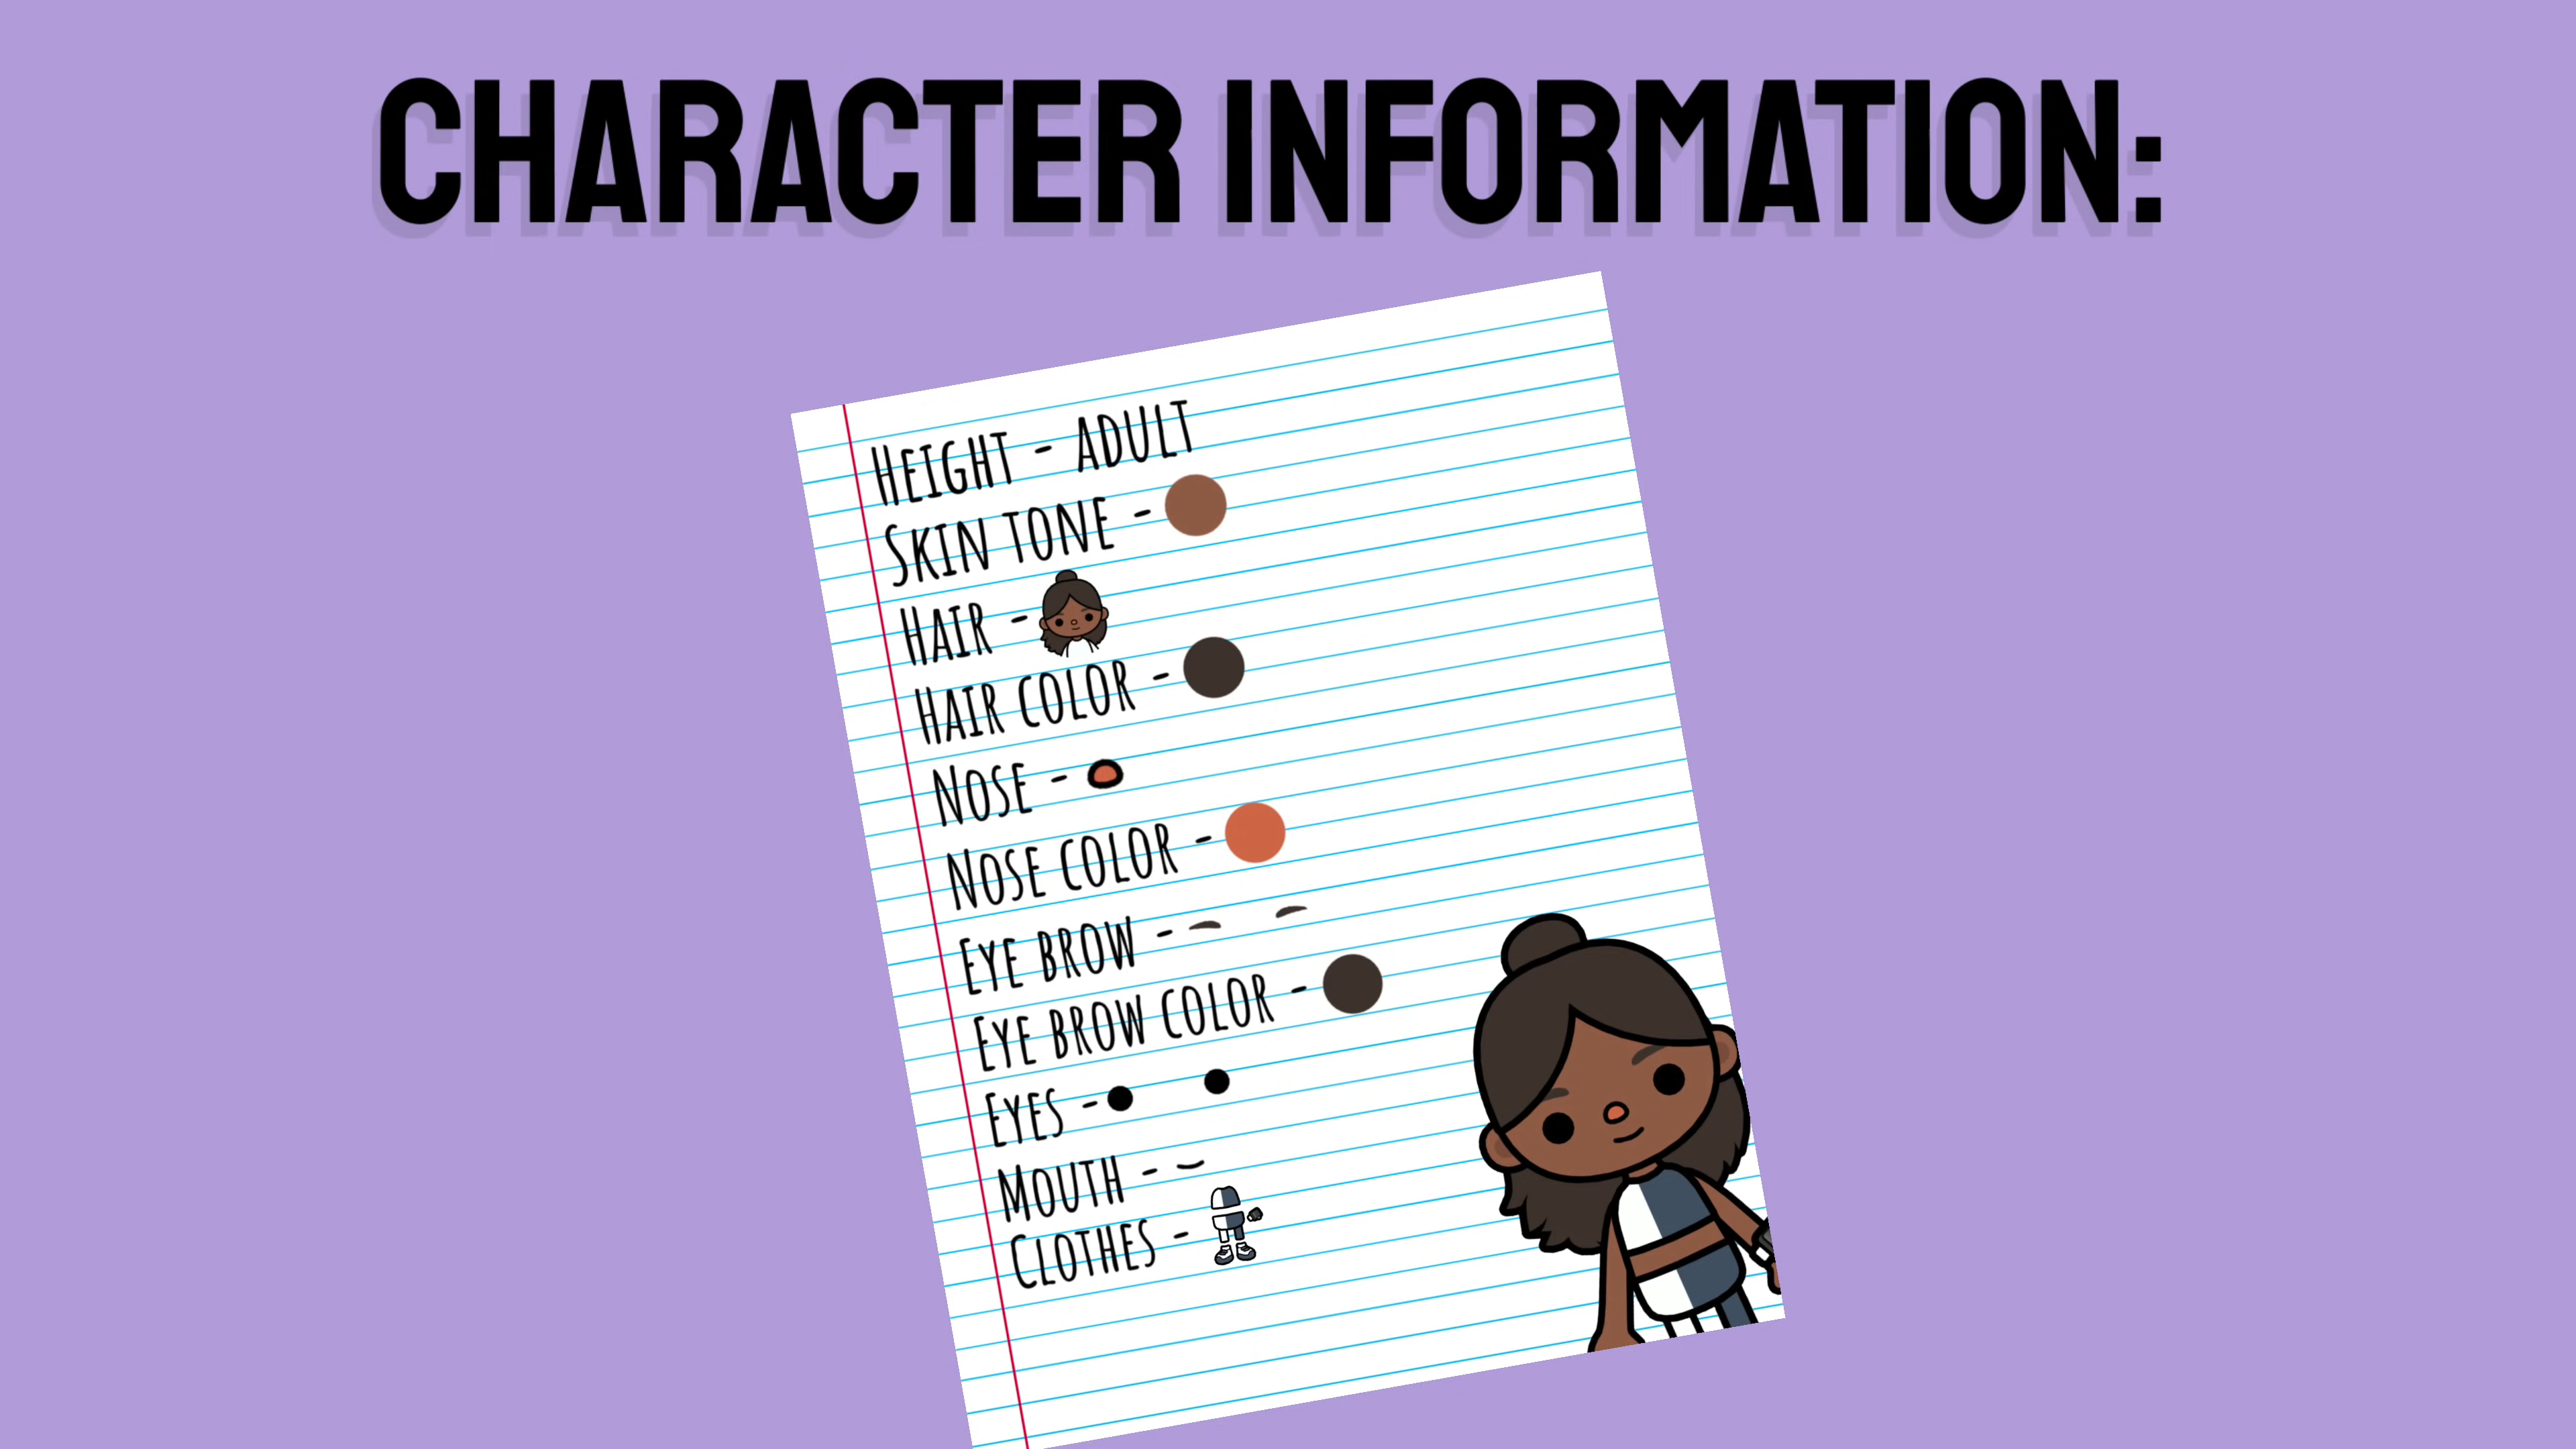 CHARACTER INFORMATION:
HEIGHT - ADULT
SKIN TONE -
HAIR -
HAIR COLOR -
NOSE -
NOSE COLOR -
EYE BROW -
EYE BROW COLOR -
EYES -
MOUTH -
CLOTHES -